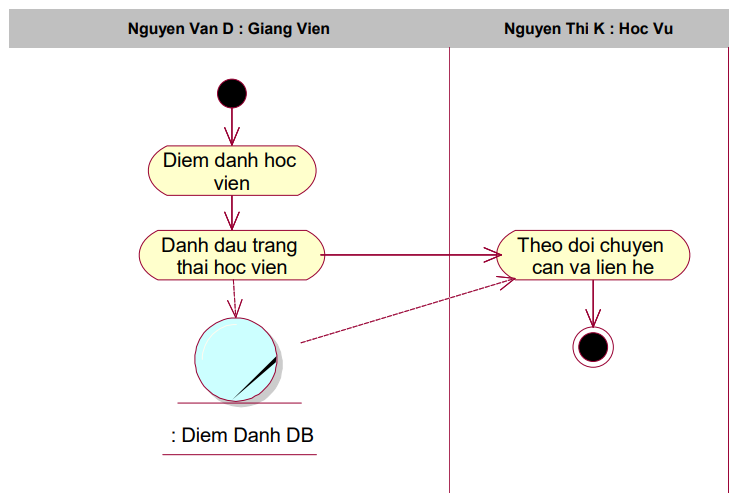 Nguyen Van D : Giang Vien
Nguyen Thi K : Hoc Vu
Diem danh hoc
vien
Danh dau trang
thai hoc vien
Theo doi chuyen
can va lien he
: Diem Danh DB